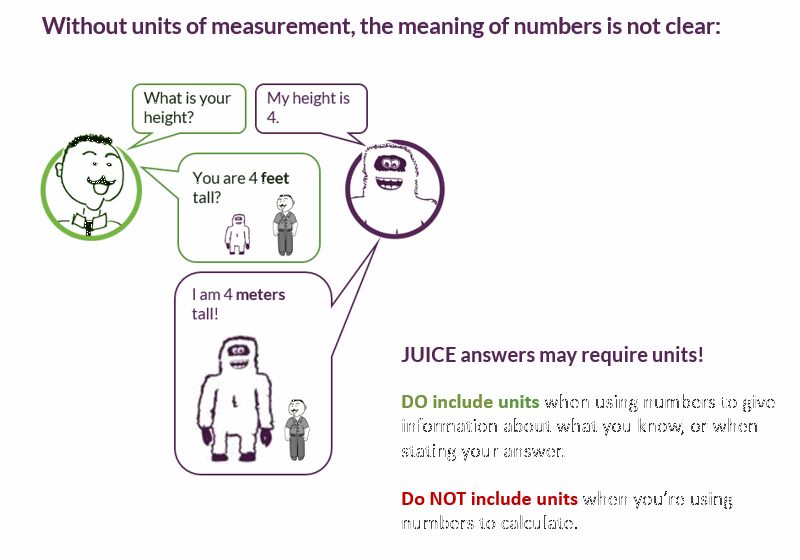 Without units of measurement, the meaning of numbers is not clear:
What is your
height?
My height is
4.
You are 4 feet
tall?
I am 4 meters
tall!
JUICE answers may require units!
DO include units when using numbers to give
information about what you know, or when
stating your answer.
Do NOT include units when you're using
numbers to calculate.